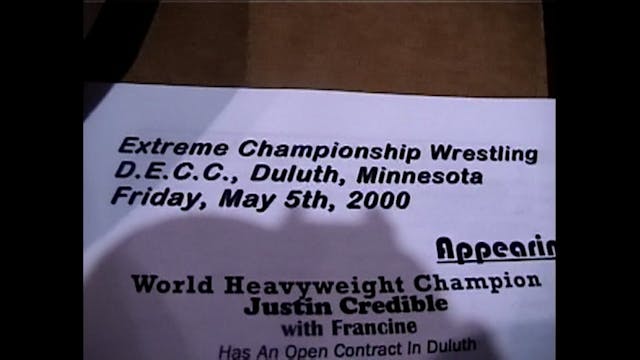 Extreme Championship Wrestling
D.E.C.C., Duluth, Minnesota
Friday, May 5th, 2000
Appearin
World Heavyweight Champion
Justin Credible
with Francine
Has An Open Contract In Duluth